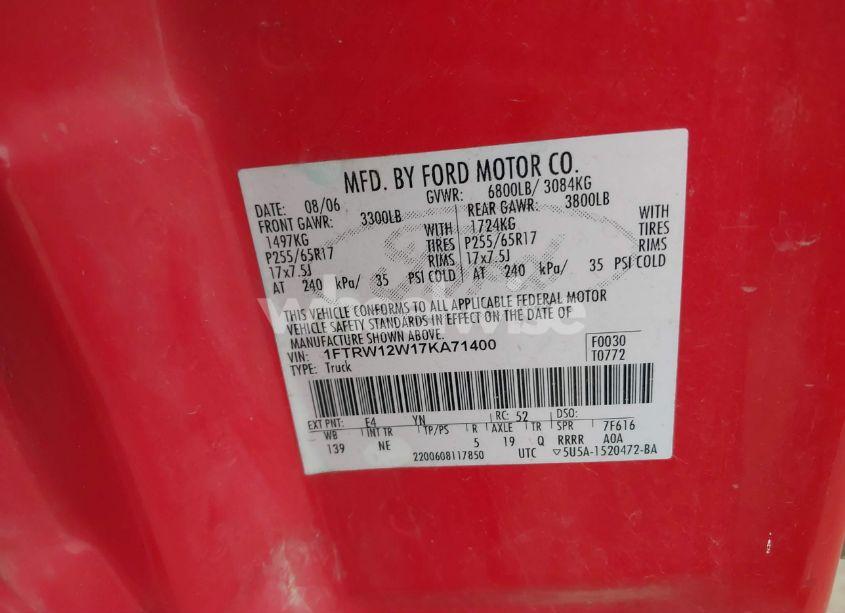 MFD. BY FORD MOTOR CO.
DATE: 08/06 GVWR: 6800LB/ 3084KG
FRONT GAWR: 3300LB REAR GAWR: 3800LB
1497KG WITH 1724KG WITH
P255/65R17 TIRES P255/65R17 TIRES
17x7.5J RIMS 17x7.5J RIMS
AT 240 kPa/ 35 PSI COLD AT 240 kPa/ 35 PSI COLD
THIS VEHICLE CONFORMS TO ALL APPLICABLE FEDERAL MOTOR
VEHICLE SAFETY STANDARDS IN EFFECT ON THE DATE OF
MANUFACTURE SHOWN ABOVE.
VIN: 1FTRW12W17KA71400 F0030
TYPE: Truck T0772
EXT PNT: E4 YN RC: 52 DSO:
WB INT TR TP/PS R AXLE TR SPR 7F616
139 NE 5 19 Q RRRR A0A
2200608117850 UTC ▽5U5A-1520472-BA